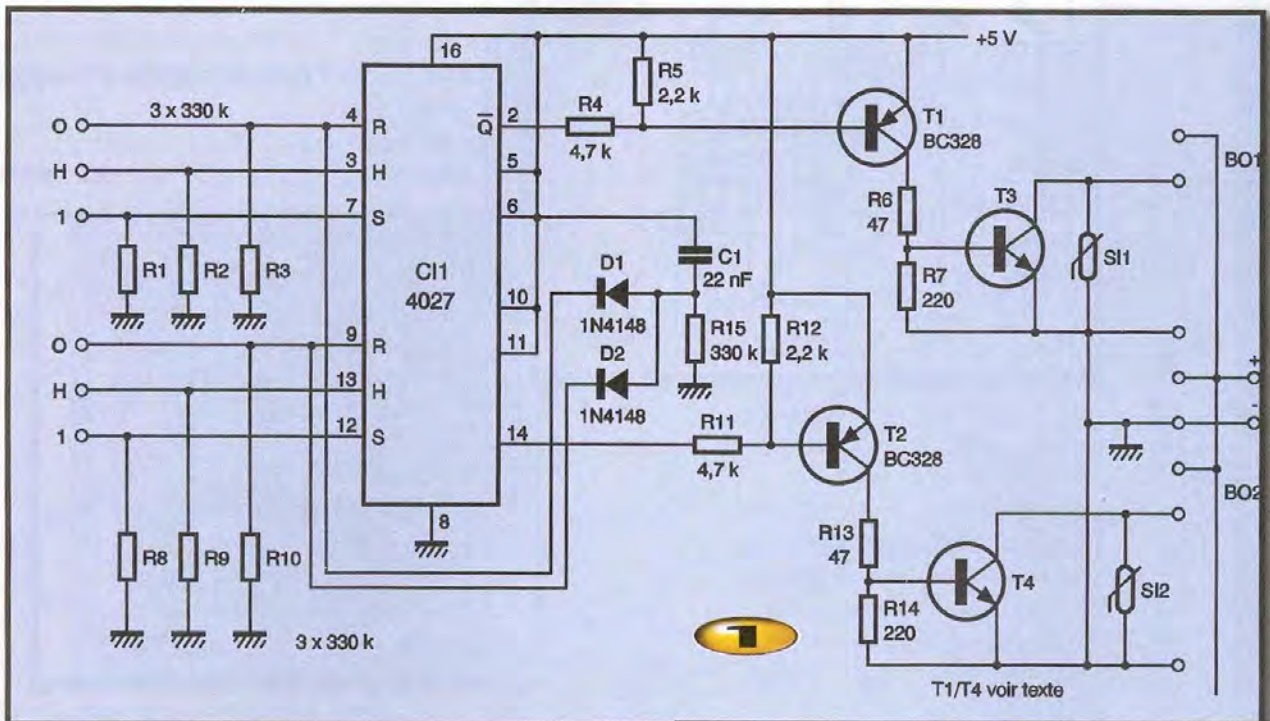 +5 V
16
3 x 330 k
O
H
1
4
3
7
R
H
S
R1
R2
R3
Q̅
2
5
6
10
11
14
CI1
4027
R4
4,7 k
R5
2,2 k
T1
BC328
R6
47
R7
220
T3
SI1
BO1
C1
22 nF
D1
1N4148
D2
1N4148
R15
330 k
R12
2,2 k
O
H
1
9
13
12
R
H
S
8
R8
R9
R10
3 x 330 k
R11
4,7 k
T2
BC328
R13
47
R14
220
T4
SI2
+
-
BO2
1
T1/T4 voir texte